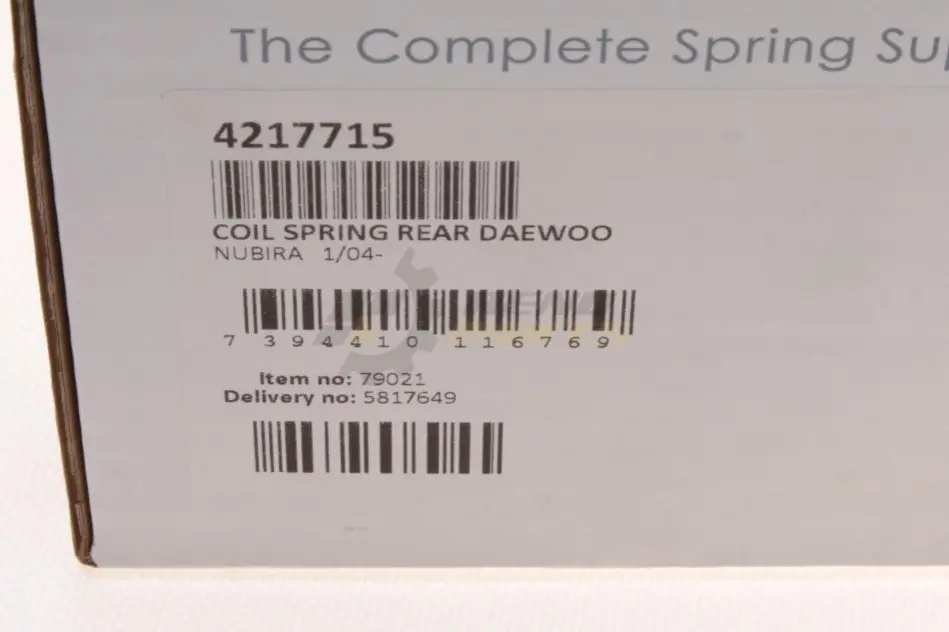 The Complete Spring Su
4217715
COIL SPRING REAR DAEWOO
NUBIRA 1/04-
7 394410 116769
Item no: 79021
Delivery no: 5817649